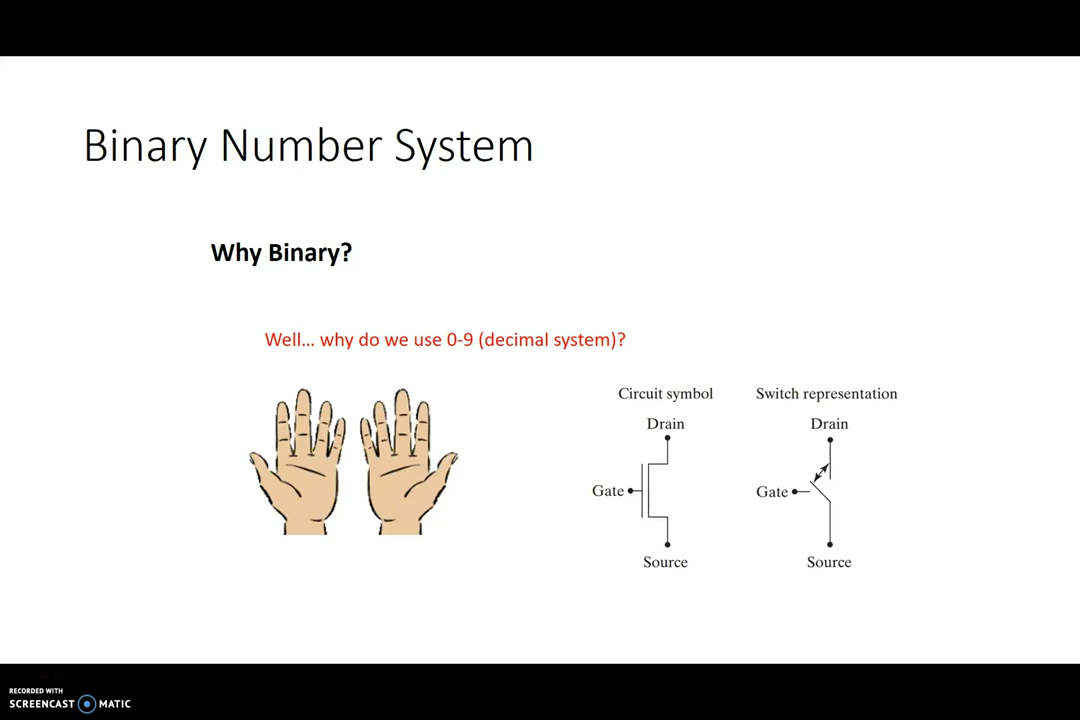 Binary Number System
Why Binary?
Well... why do we use 0-9 (decimal system)?
Circuit symbol
Switch representation
Drain
Drain
Gate
Gate
Source
Source
RECORDED WITH
SCREENCAST MATIC